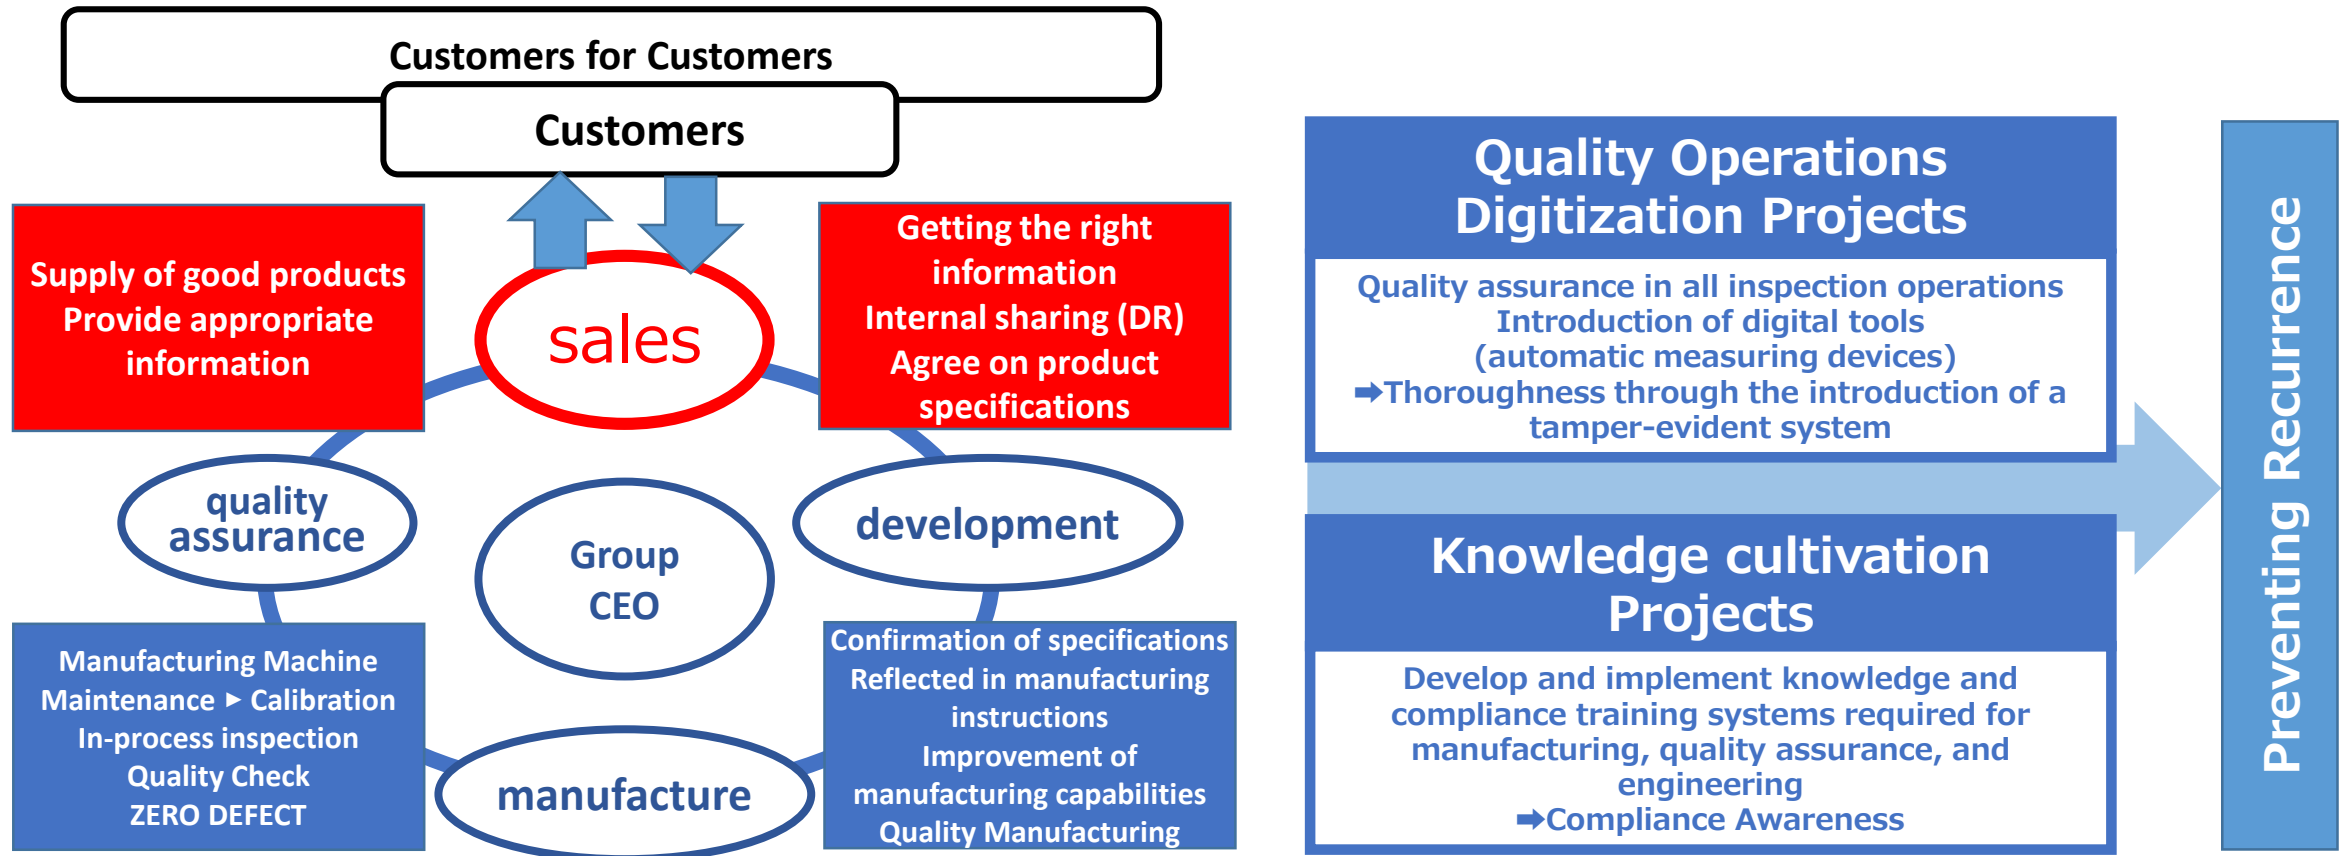 Customers for Customers
Customers
Supply of good products
Provide appropriate
information
sales
Getting the right
information
Internal sharing (DR)
Agree on product
specifications
quality
assurance
Group
CEO
development
Manufacturing Machine
Maintenance ▶ Calibration
In-process inspection
Quality Check
ZERO DEFECT
manufacture
Confirmation of specifications
Reflected in manufacturing
instructions
Improvement of
manufacturing capabilities
Quality Manufacturing
Quality Operations
Digitization Projects
Quality assurance in all inspection operations
Introduction of digital tools
(automatic measuring devices)
➡Thoroughness through the introduction of a
tamper-evident system
Knowledge cultivation
Projects
Develop and implement knowledge and
compliance training systems required for
manufacturing, quality assurance, and
engineering
➡Compliance Awareness
Preventing Recurrence